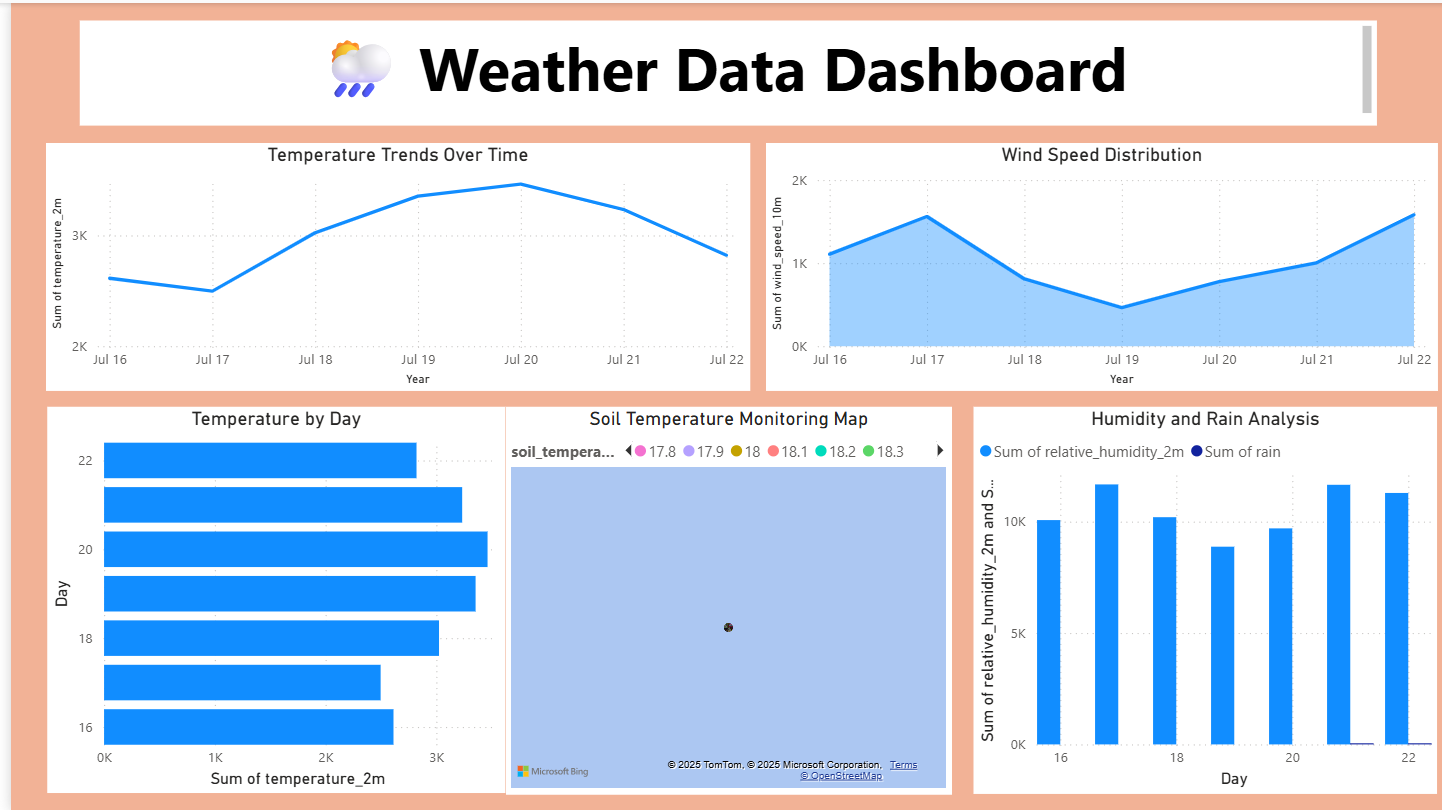 Weather Data Dashboard
Temperature Trends Over Time
Sum of temperature_2m
3K
2K
Jul 16 Jul 17 Jul 18 Jul 19 Jul 20 Jul 21 Jul 22
Year
Wind Speed Distribution
Sum of wind_speed_10m
2K
1K
0K
Jul 16 Jul 17 Jul 18 Jul 19 Jul 20 Jul 21 Jul 22
Year
Temperature by Day
Day
22
20
18
16
0K 1K 2K 3K
Sum of temperature_2m
Soil Temperature Monitoring Map
soil_tempera... 17.8 17.9 18 18.1 18.2 18.3
Microsoft Bing
© 2025 TomTom, © 2025 Microsoft Corporation, Terms
© OpenStreetMap
Humidity and Rain Analysis
Sum of relative_humidity_2m Sum of rain
Sum of relative_humidity_2m and S...
10K
5K
0K
16 18 20 22
Day